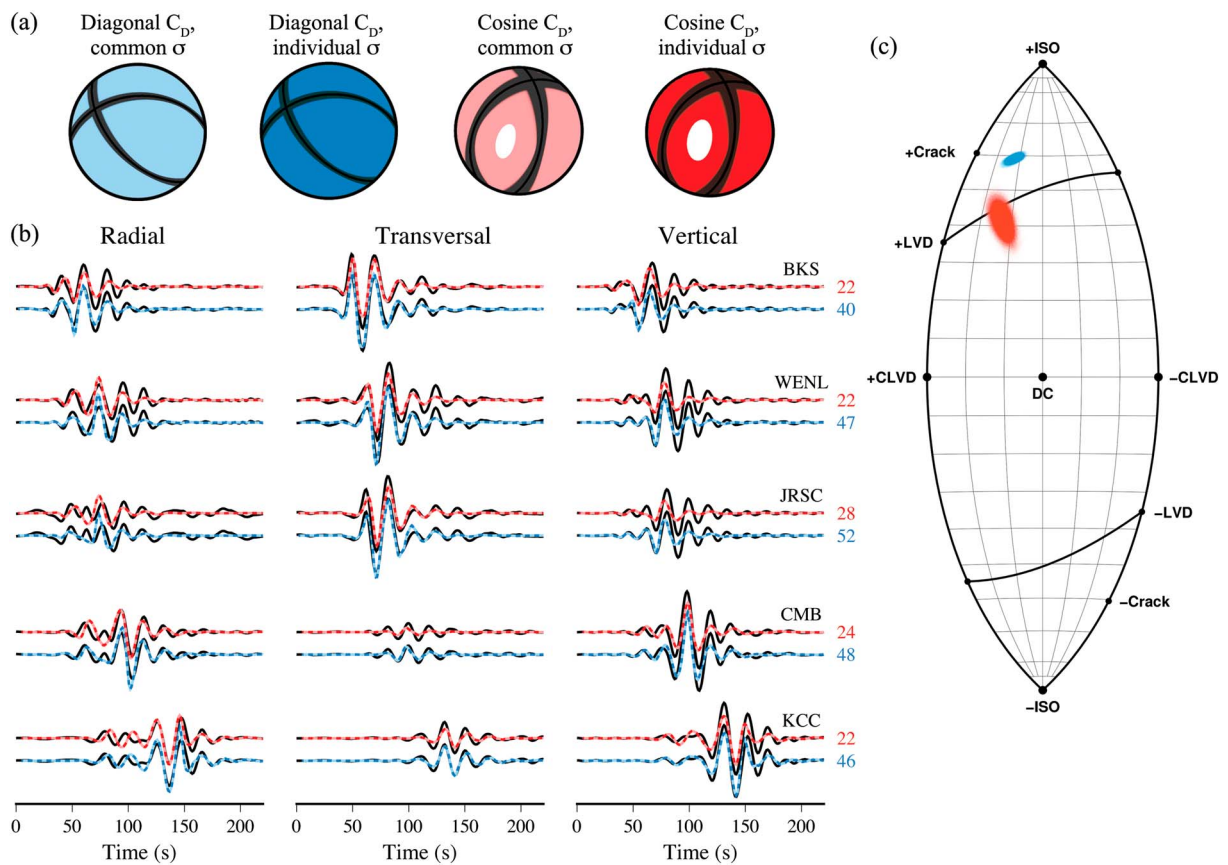 (a)
Diagonal C_D,
common σ
Diagonal C_D,
individual σ
Cosine C_D,
common σ
Cosine C_D,
individual σ
(b)
Radial
Transversal
Vertical
BKS
22
40
WENL
22
47
JRSC
28
52
CMB
24
48
KCC
22
46
0 50 100 150 200
0 50 100 150 200
0 50 100 150 200
Time (s)
Time (s)
Time (s)
(c)
+ISO
+Crack
+LVD
+CLVD
DC
−CLVD
−LVD
−Crack
−ISO